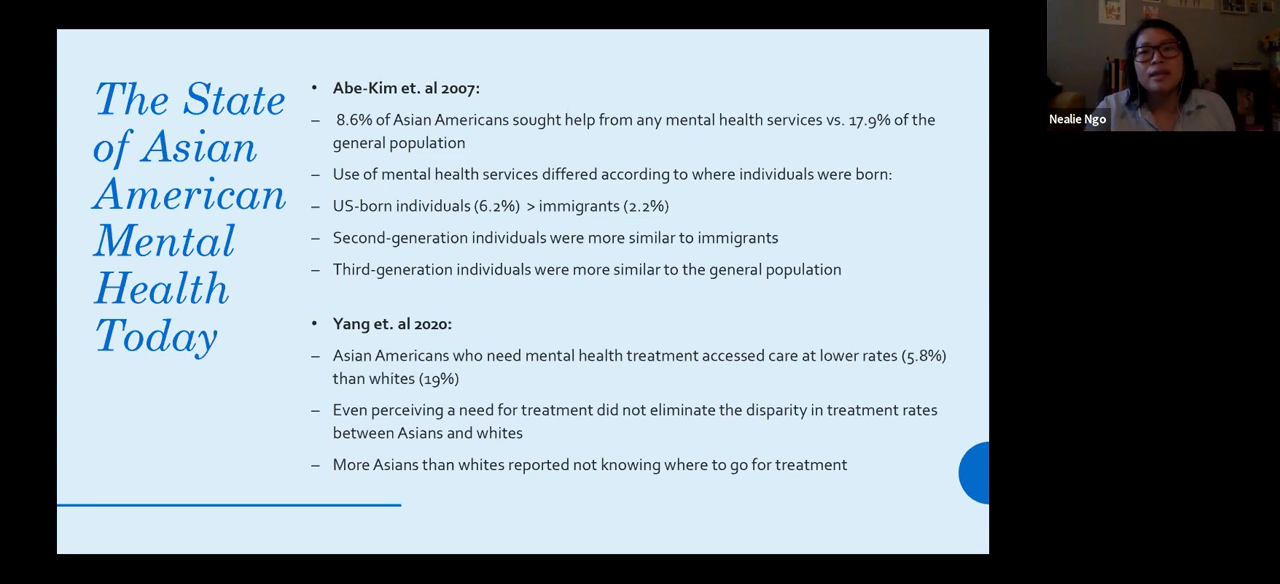 The State
of Asian
American
Mental
Health
Today
• Abe-Kim et. al 2007:
– 8.6% of Asian Americans sought help from any mental health services vs. 17.9% of the
general population
– Use of mental health services differed according to where individuals were born:
– US-born individuals (6.2%) > immigrants (2.2%)
– Second-generation individuals were more similar to immigrants
– Third-generation individuals were more similar to the general population
• Yang et. al 2020:
– Asian Americans who need mental health treatment accessed care at lower rates (5.8%)
than whites (19%)
– Even perceiving a need for treatment did not eliminate the disparity in treatment rates
between Asians and whites
– More Asians than whites reported not knowing where to go for treatment
Nealie Ngo